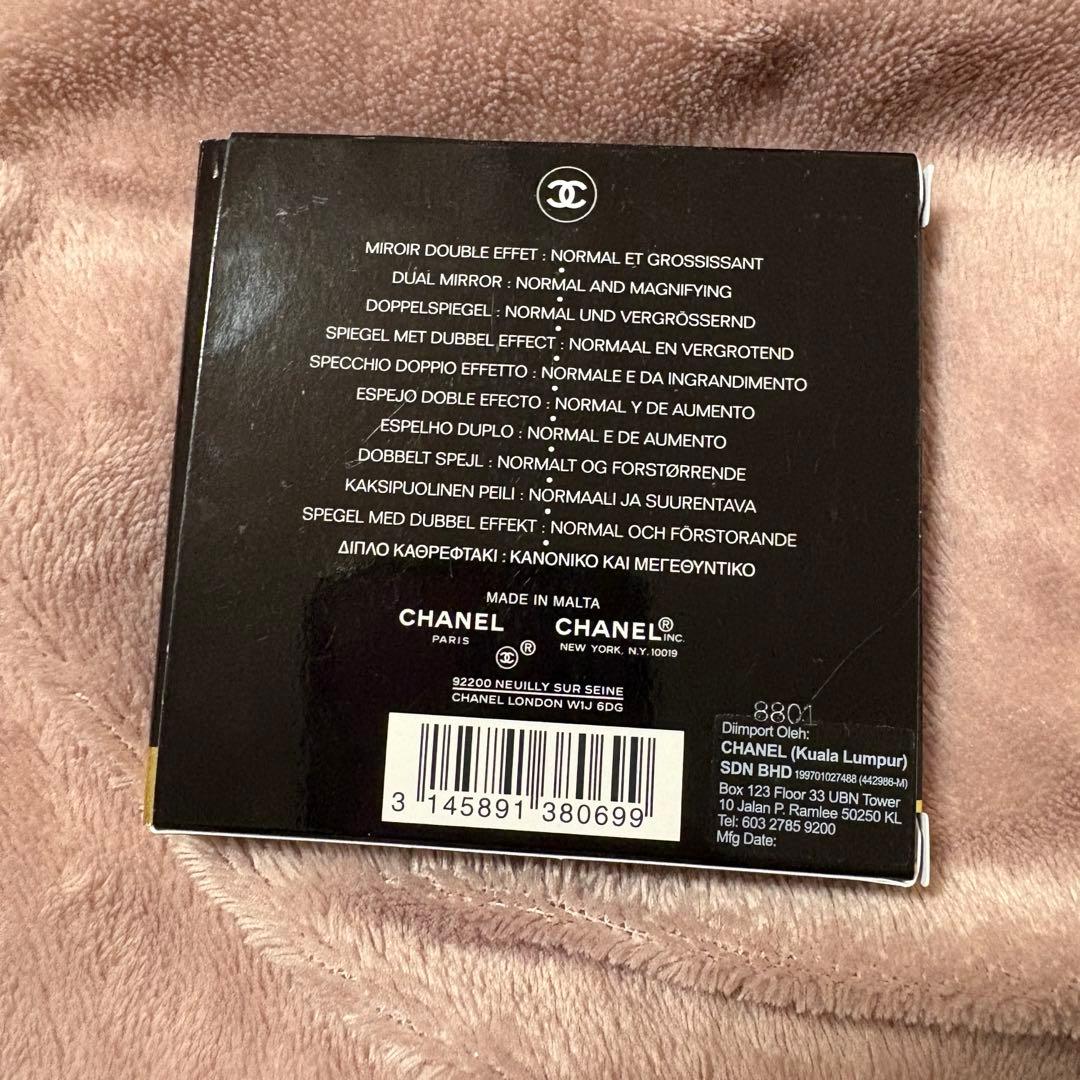 MIROIR DOUBLE EFFET : NORMAL ET GROSSISSANT
DUAL MIRROR : NORMAL AND MAGNIFYING
DOPPELSPIEGEL : NORMAL UND VERGRÖSSERND
SPIEGEL MET DUBBEL EFFECT : NORMAAL EN VERGROTEND
SPECCHIO DOPPIO EFFETTO : NORMALE E DA INGRANDIMENTO
ESPEJO DOBLE EFECTO : NORMAL Y DE AUMENTO
ESPELHO DUPLO : NORMAL E DE AUMENTO
DOBBELT SPEJL : NORMALT OG FORSTØRRENDE
KAKSIPUOLINEN PEILI : NORMAALI JA SUURENTAVA
SPEGEL MED DUBBEL EFFEKT : NORMAL OCH FÖRSTORANDE
ΔΙΠΛΟ ΚΑΘΡΕΦΤΑΚΙ : ΚΑΝΟΝΙΚΟ ΚΑΙ ΜΕΓΕΘΥΝΤΙΚΟ
MADE IN MALTA
CHANEL
PARIS
®
CHANEL® INC.
NEW YORK, N.Y. 10019
92200 NEUILLY SUR SEINE
CHANEL LONDON W1J 6DG
3 145891 380699
8801
Diimport Oleh:
CHANEL (Kuala Lumpur)
SDN BHD 199701027488 (442986-M)
Box 123 Floor 33 UBN Tower
10 Jalan P. Ramlee 50250 KL
Tel: 603 2785 9200
Mfg Date: